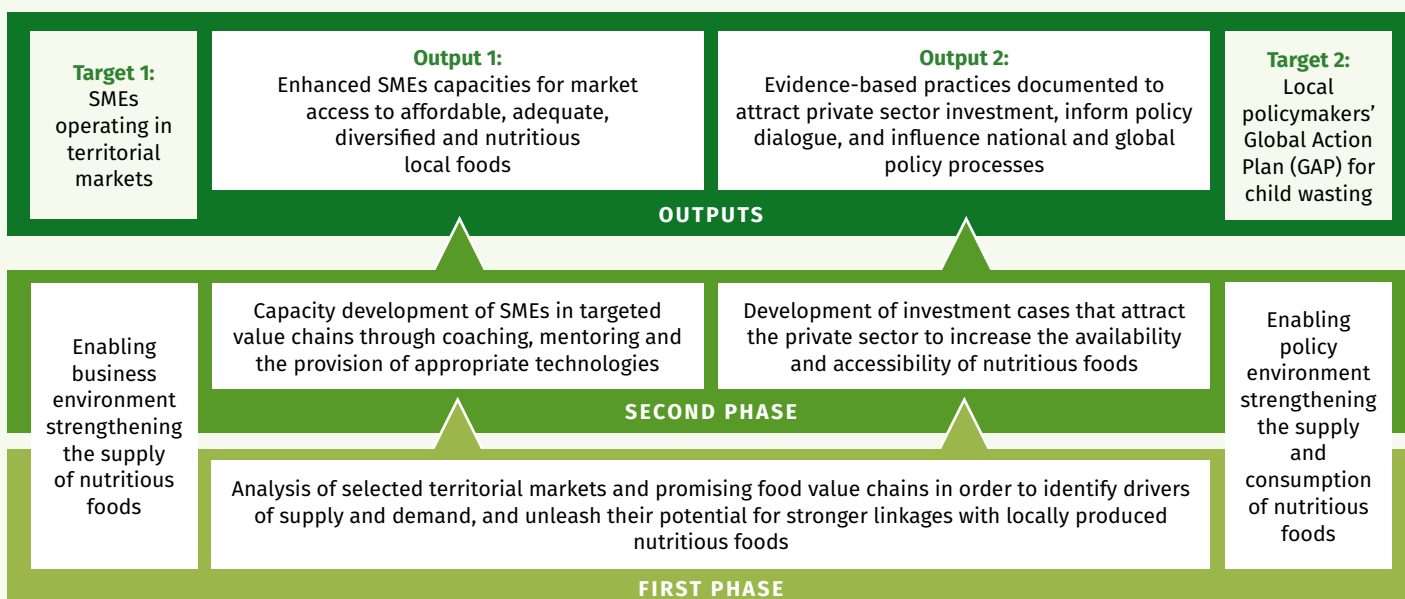 Target 1:
SMEs
operating in
territorial
markets
Output 1:
Enhanced SMEs capacities for market
access to affordable, adequate,
diversified and nutritious
local foods
Output 2:
Evidence-based practices documented to
attract private sector investment, inform policy
dialogue, and influence national and global
policy processes
Target 2:
Local
policymakers’
Global Action
Plan (GAP) for
child wasting
OUTPUTS
Enabling
business
environment
strengthening
the supply
of nutritious
foods
Capacity development of SMEs in targeted
value chains through coaching, mentoring and
the provision of appropriate technologies
Development of investment cases that attract
the private sector to increase the availability
and accessibility of nutritious foods
Enabling
policy
environment
strengthening
the supply
and
consumption
of nutritious
foods
SECOND PHASE
Analysis of selected territorial markets and promising food value chains in order to identify drivers
of supply and demand, and unleash their potential for stronger linkages with locally produced
nutritious foods
FIRST PHASE